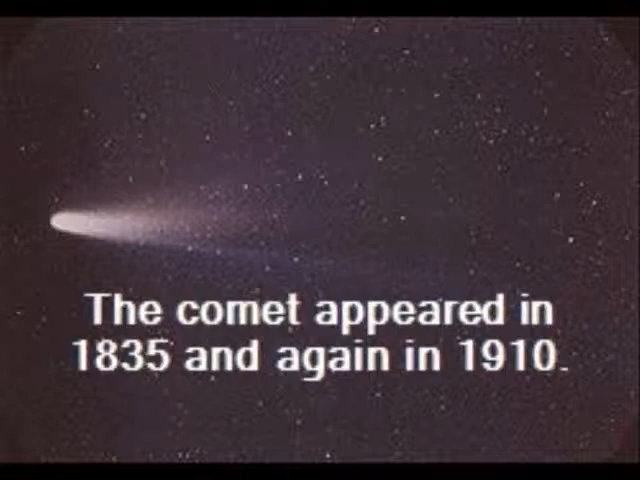 The comet appeared in
1835 and again in 1910.